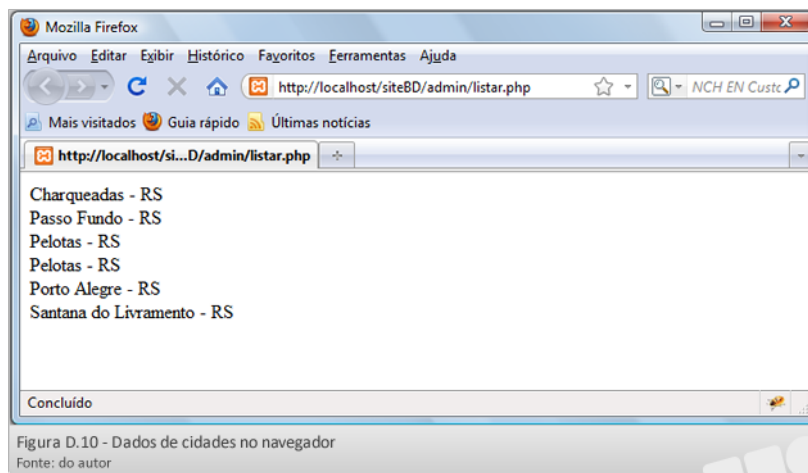 Mozilla Firefox
Arquivo Editar Exibir Histórico Favoritos Ferramentas Ajuda
http://localhost/siteBD/admin/listar.php
NCH EN Custc
Mais visitados Guia rápido Últimas notícias
http://localhost/si...D/admin/listar.php
Charqueadas - RS
Passo Fundo - RS
Pelotas - RS
Pelotas - RS
Porto Alegre - RS
Santana do Livramento - RS
Concluído
Figura D.10 - Dados de cidades no navegador
Fonte: do autor